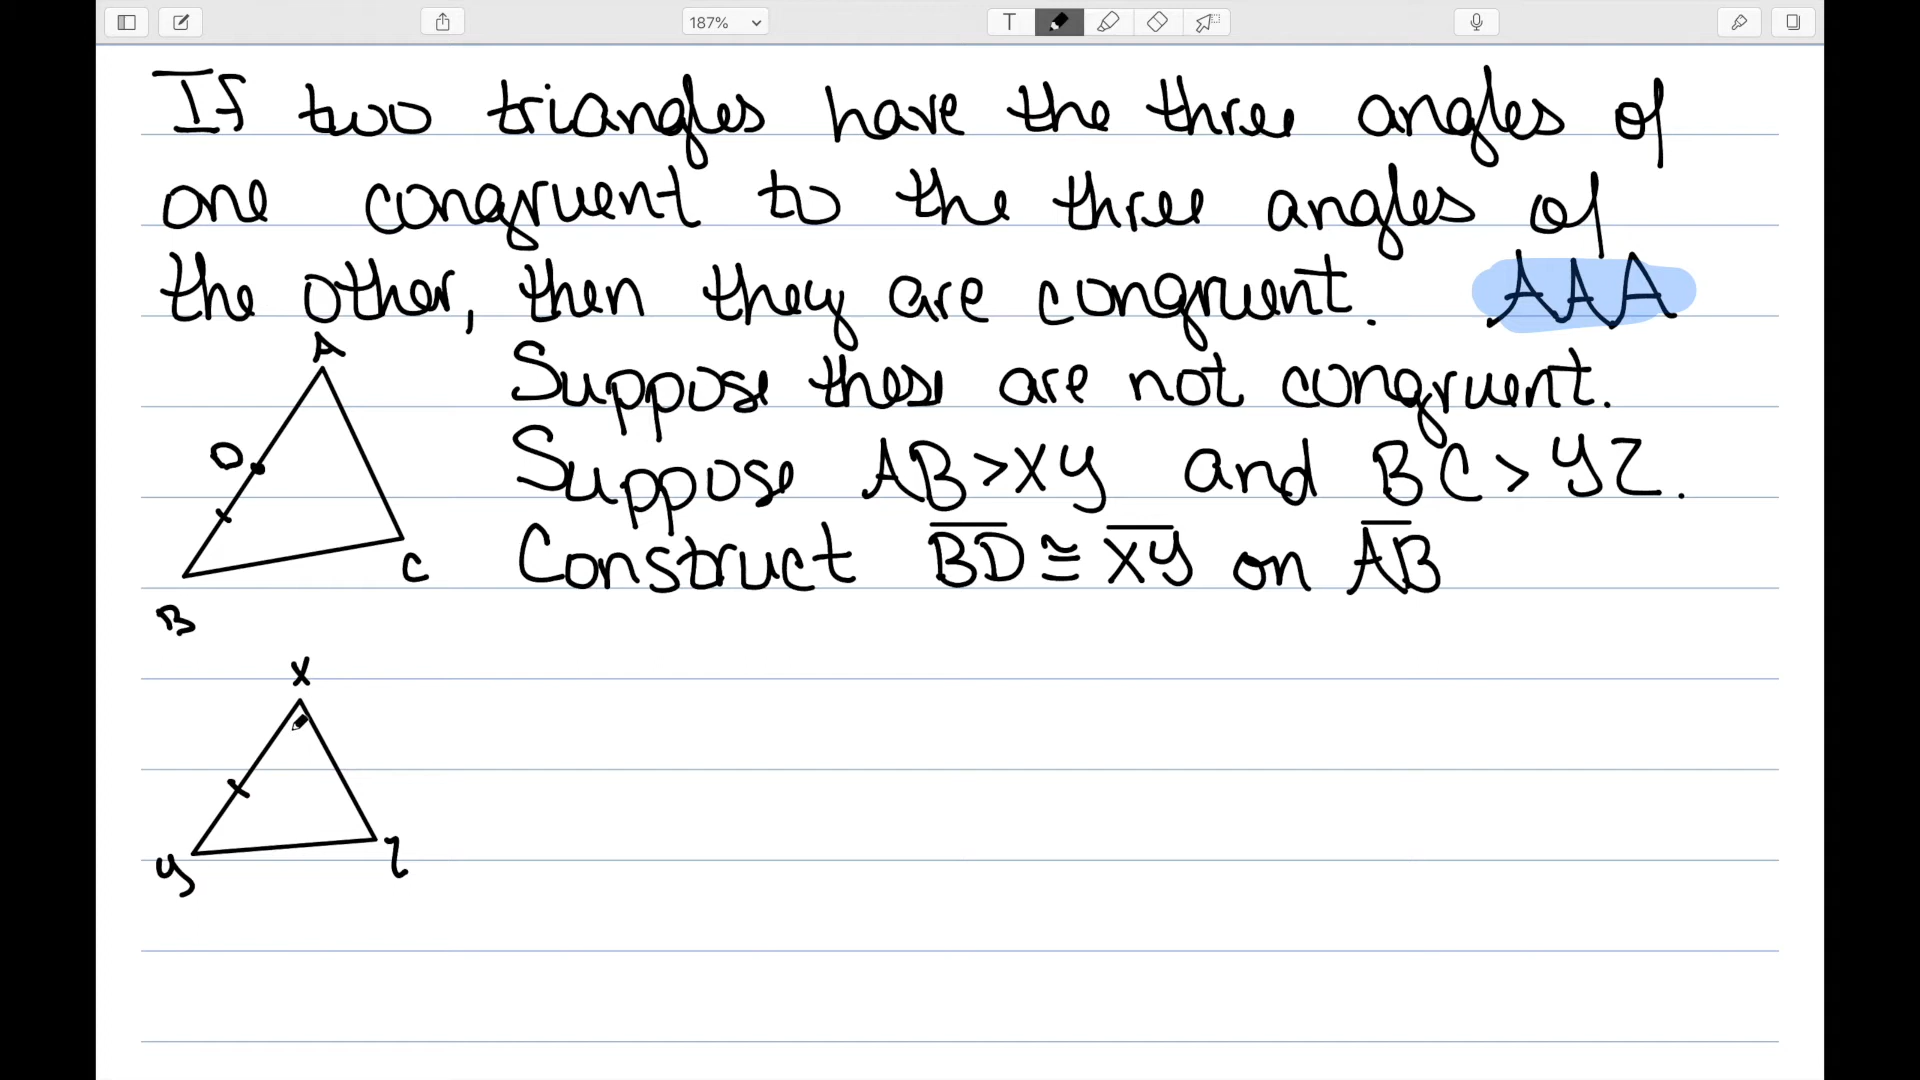 187%
T
If two triangles have the three angles of
one congruent to the three angles of
the other, then they are congruent. AAA
Suppose these are not congruent.
Suppose AB>XY and BC>YZ.
Construct BD≅XY on AB
A
D
C
B
X
Y
Z